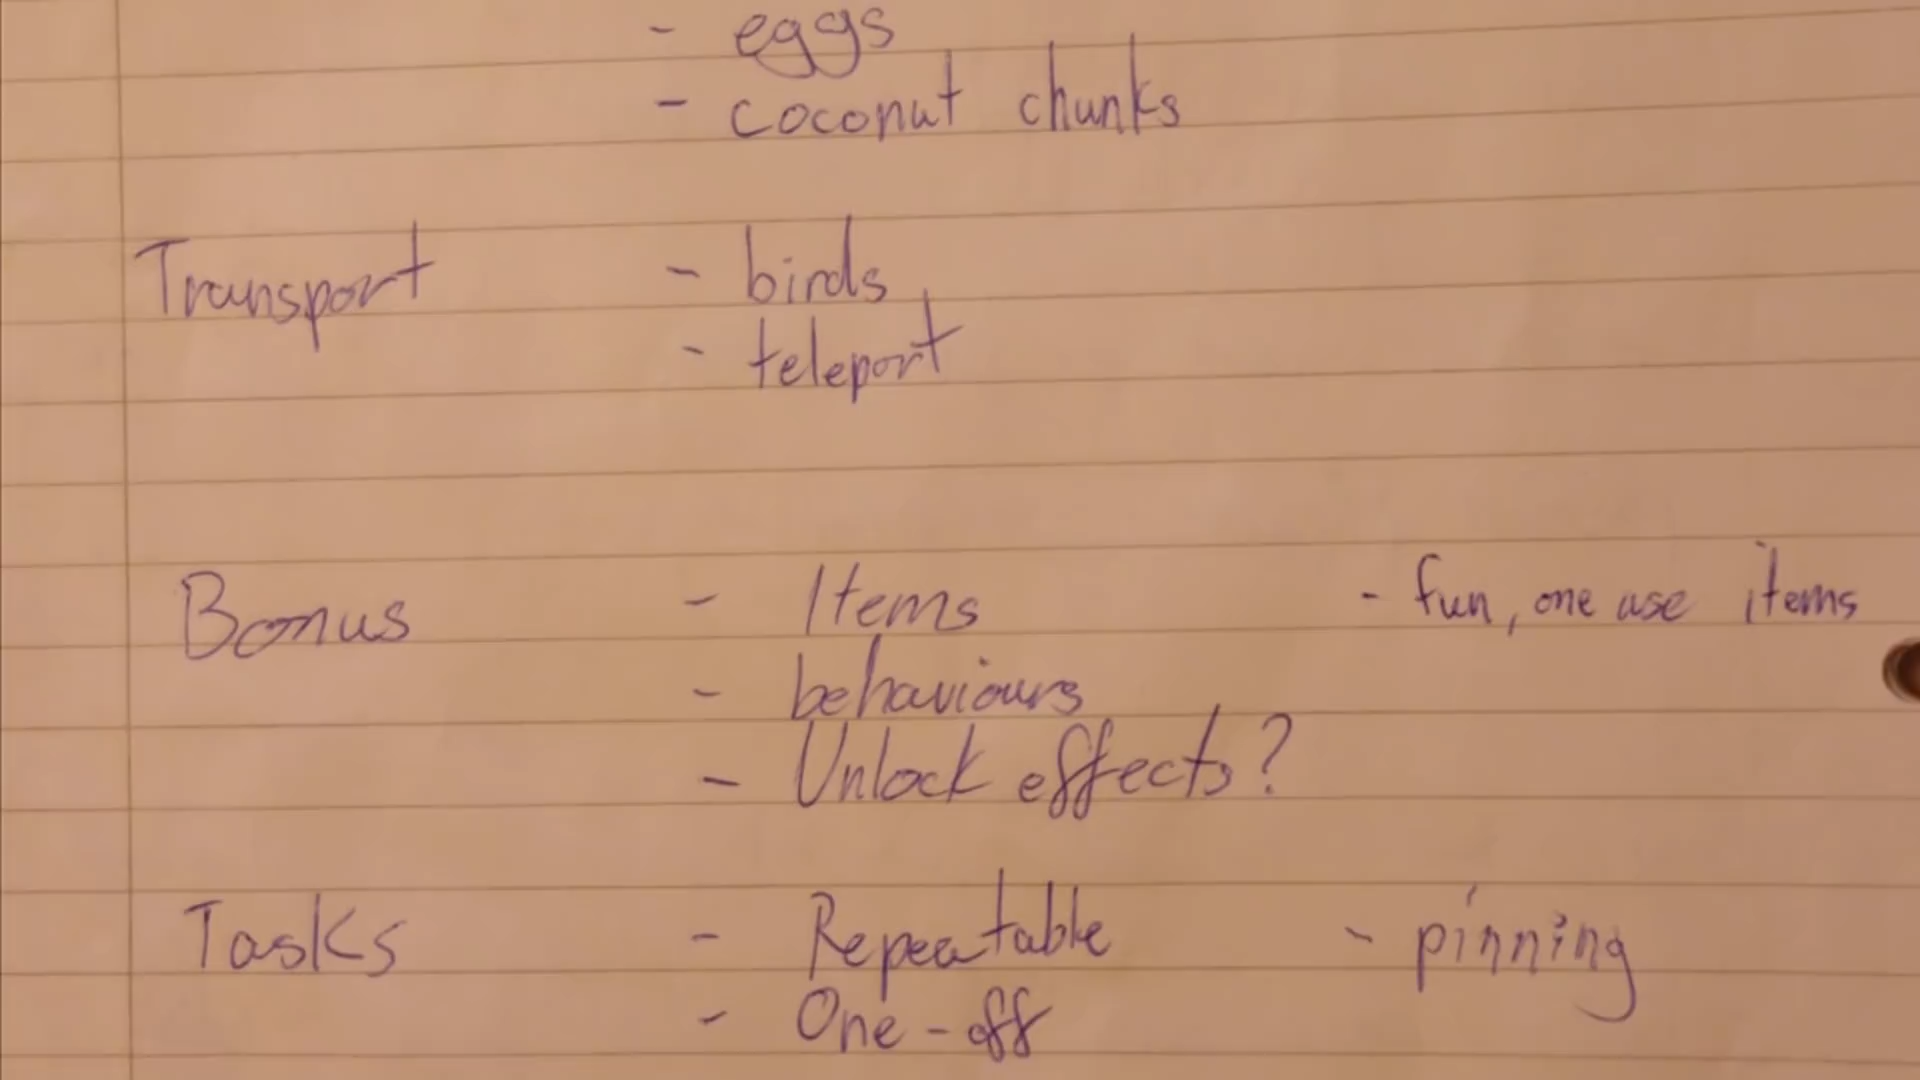 - eggs
- coconut chunks
Transport - birds
- teleport
Bonus - Items - fun, one use items
- behaviours
- Unlock effects?
Tasks - Repeatable - pinning
- One-off